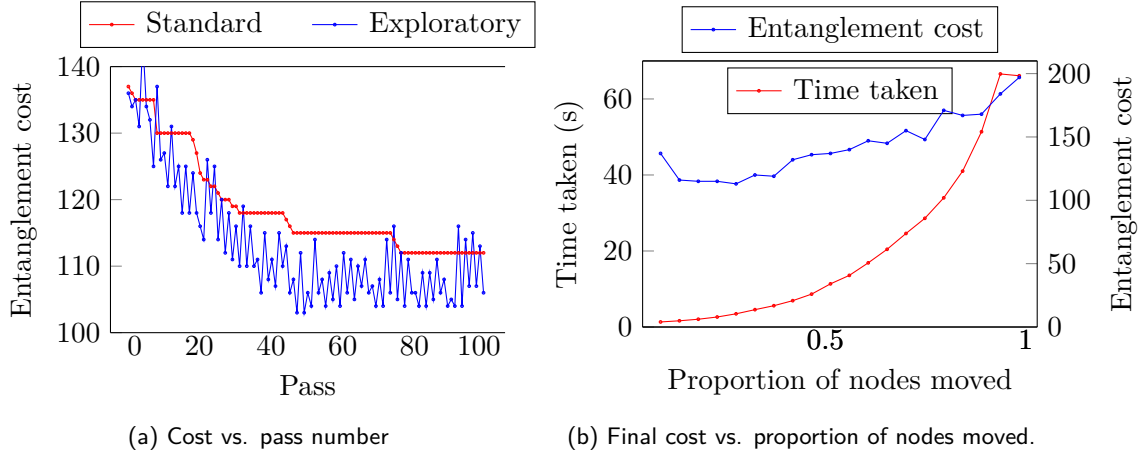 Standard Exploratory
140
130
120
110
100
0 20 40 60 80 100
Entanglement cost
Pass
(a) Cost vs. pass number
Entanglement cost
Time taken
60
40
20
0
200
150
100
50
0
0.5 1
Time taken (s)
Entanglement cost
Proportion of nodes moved
(b) Final cost vs. proportion of nodes moved.